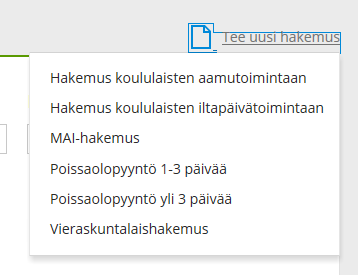 Tee uusi hakemus
Hakemus koululaisten aamutoimintaan
Hakemus koululaisten iltapäivätoimintaan
MAI-hakemus
Poissaolopyyntö 1-3 päivää
Poissaolopyyntö yli 3 päivää
Vieraskuntalaishakemus